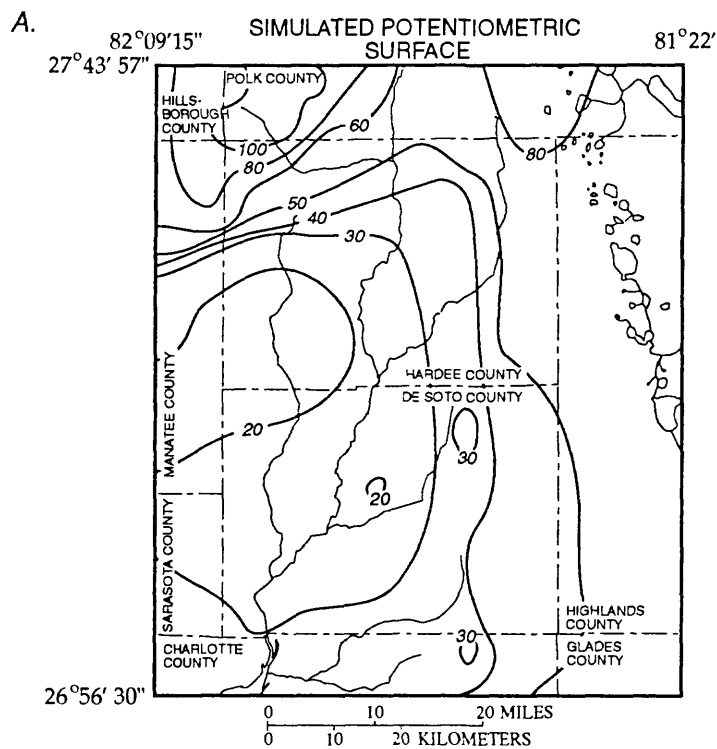 A.
SIMULATED POTENTIOMETRIC
SURFACE
82°09'15"
81°22'
27°43'57"
POLK COUNTY
HILLS-
BOROUGH
COUNTY
60
100
80
80
50
40
30
HARDEE COUNTY
DE SOTO COUNTY
MANATEE COUNTY
20
30
20
SARASOTA COUNTY
HIGHLANDS
COUNTY
30
CHARLOTTE
COUNTY
GLADES
COUNTY
26°56'30"
0 10 20 MILES
0 10 20 KILOMETERS